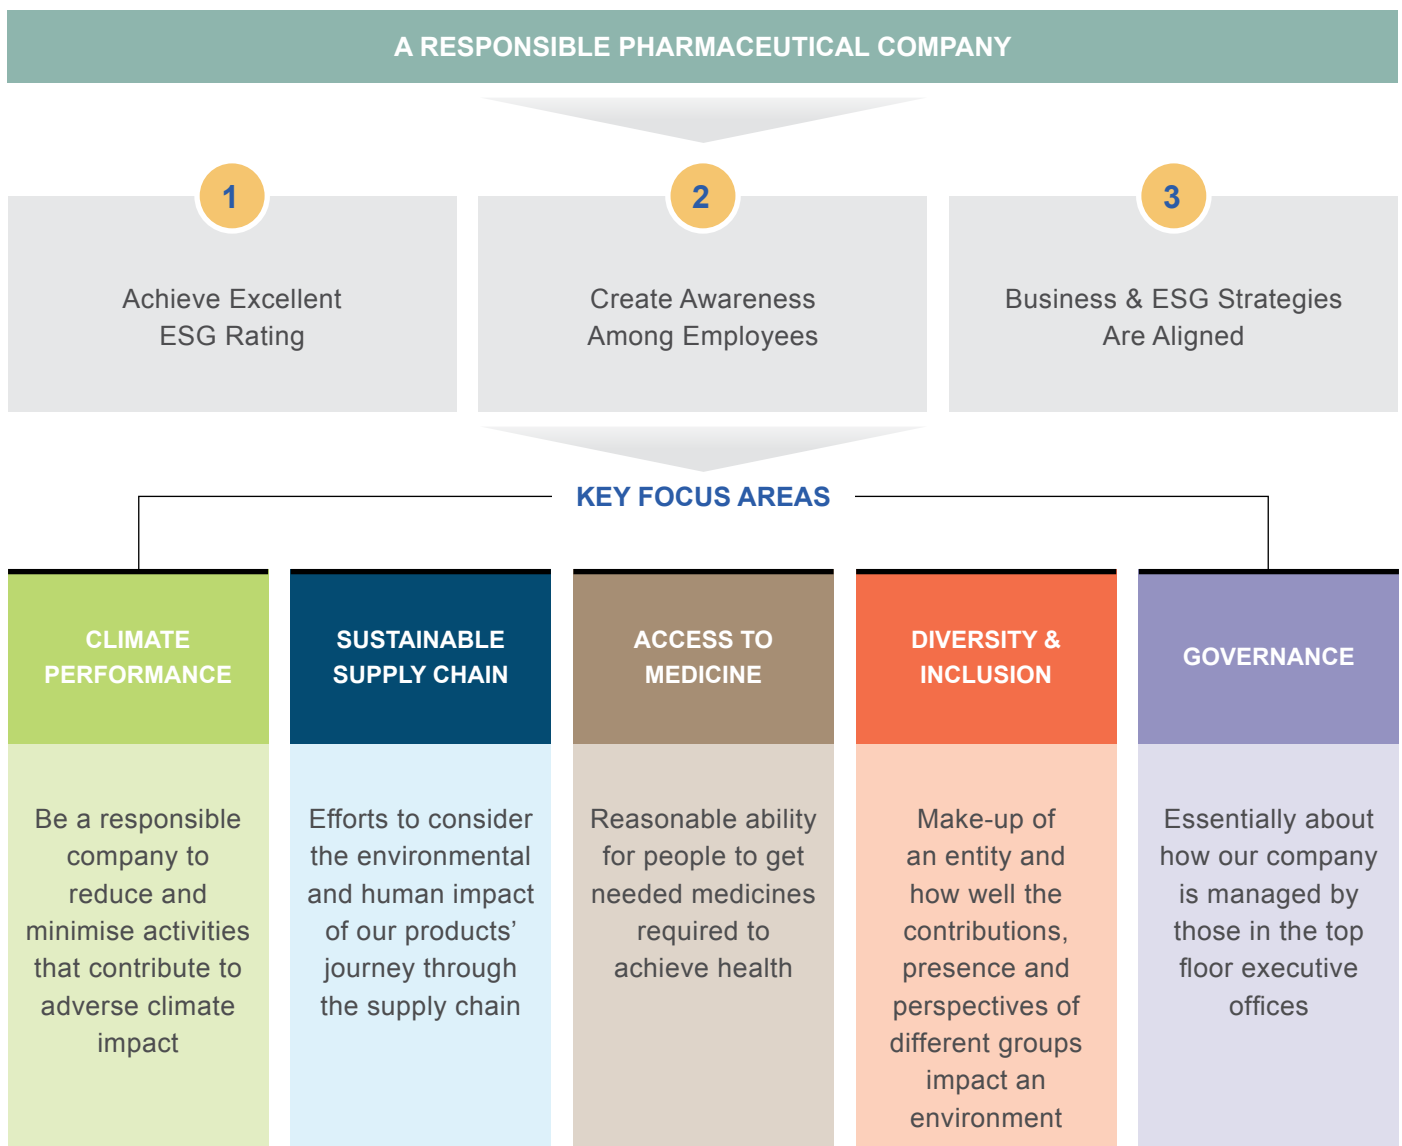 A RESPONSIBLE PHARMACEUTICAL COMPANY
1
Achieve Excellent
ESG Rating
2
Create Awareness
Among Employees
3
Business & ESG Strategies
Are Aligned
KEY FOCUS AREAS
CLIMATE
PERFORMANCE
Be a responsible
company to
reduce and
minimise activities
that contribute to
adverse climate
impact
SUSTAINABLE
SUPPLY CHAIN
Efforts to consider
the environmental
and human impact
of our products’
journey through
the supply chain
ACCESS TO
MEDICINE
Reasonable ability
for people to get
needed medicines
required to
achieve health
DIVERSITY &
INCLUSION
Make-up of
an entity and
how well the
contributions,
presence and
perspectives of
different groups
impact an
environment
GOVERNANCE
Essentially about
how our company
is managed by
those in the top
floor executive
offices